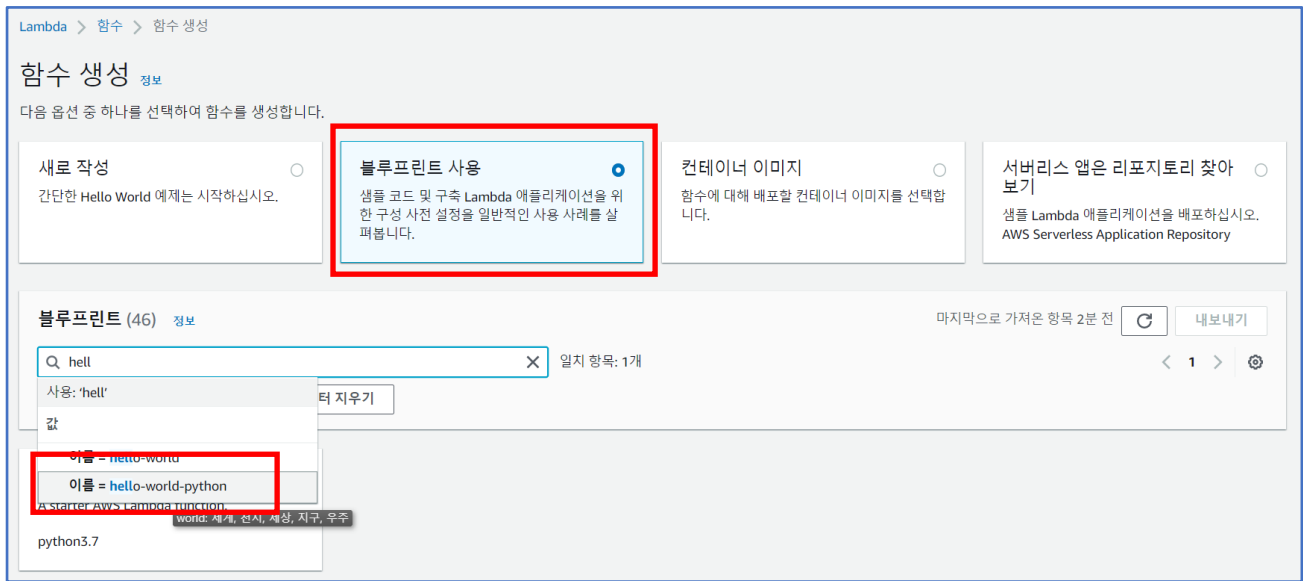 Lambda > 함수 > 함수 생성
함수 생성 정보
다음 옵션 중 하나를 선택하여 함수를 생성합니다.
새로 작성
간단한 Hello World 예제는 시작하십시오.
블루프린트 사용
샘플 코드 및 구축 Lambda 애플리케이션을 위
한 구성 사전 설정을 일반적인 사용 사례를 살
펴봅니다.
컨테이너 이미지
함수에 대해 배포할 컨테이너 이미지를 선택합
니다.
서버리스 앱은 리포지토리 찾아
보기
샘플 Lambda 애플리케이션을 배포하십시오.
AWS Serverless Application Repository
블루프린트 (46) 정보
마지막으로 가져온 항목 2분 전
내보내기
hell
일치 항목: 1개
< 1 >
사용: ‘hell’
터 지우기
값
이름 = hello-world
이름 = hello-world-python
A starter AWS Lambda function.
world: 세계, 천지, 세상, 지구, 우주
python3.7